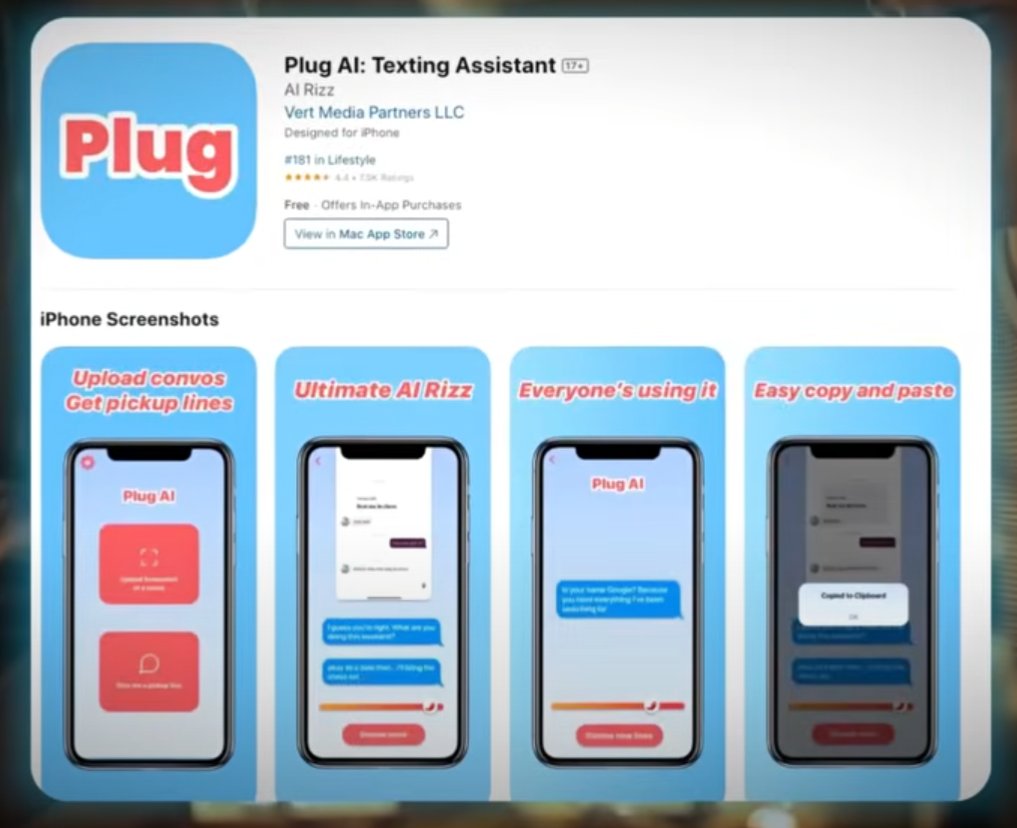 Plug
Plug AI: Texting Assistant 17+
AI Rizz
Vert Media Partners LLC
Designed for iPhone
#181 in Lifestyle
4.4 • 7.5K Ratings
Free · Offers In-App Purchases
View in Mac App Store ↗
iPhone Screenshots
Upload convos
Get pickup lines
Plug AI
Upload Screenshot
of a convo
Give me a pickup line
Ultimate AI Rizz
I guess you're right. What are you
doing this weekend?
Everyone's using it
Plug AI
Is your name Google? Because
you have everything I've been
searching for
Easy copy and paste
Copied to Clipboard
OK